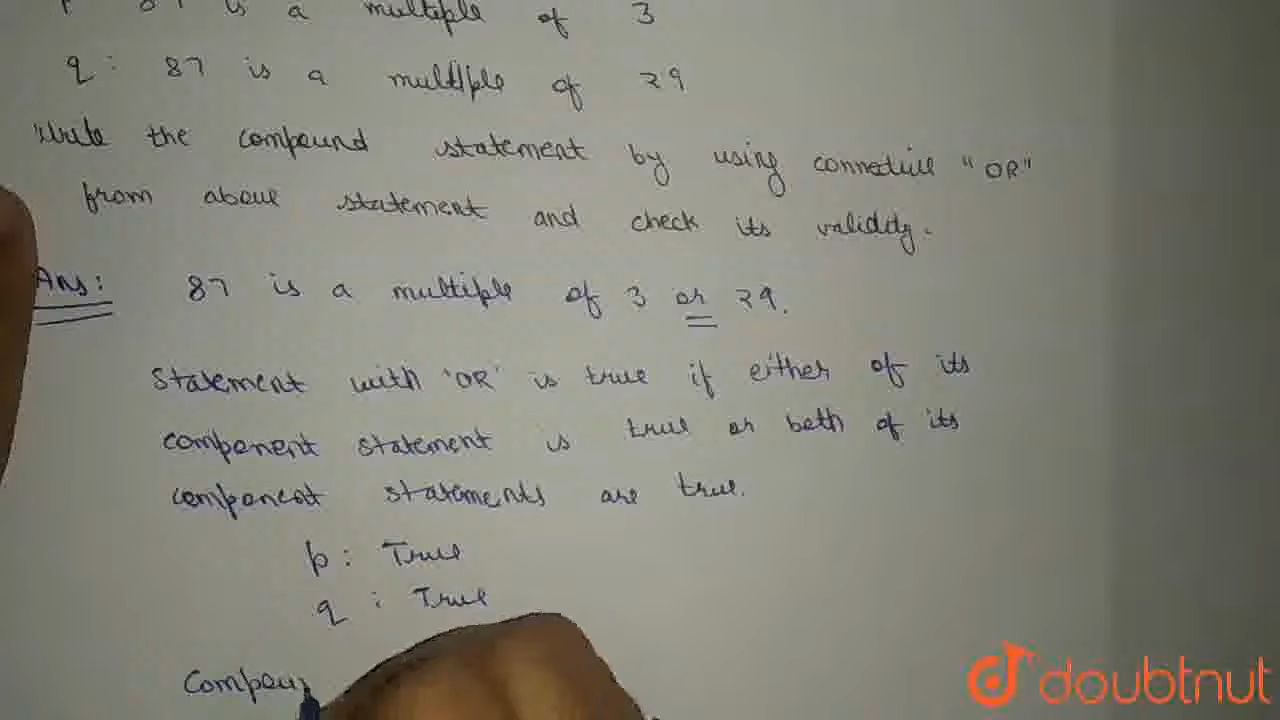 87 is a multiple of 3
q : 87 is a multiple of 29
Write the compound statement by using connective "OR"
from above statement and check its validity.
Ans: 87 is a multiple of 3 or 29.
Statement with 'OR' is true if either of its
component statement is true or both of its
component statements are true.
p : True
q : True
Compoun
doubtnut